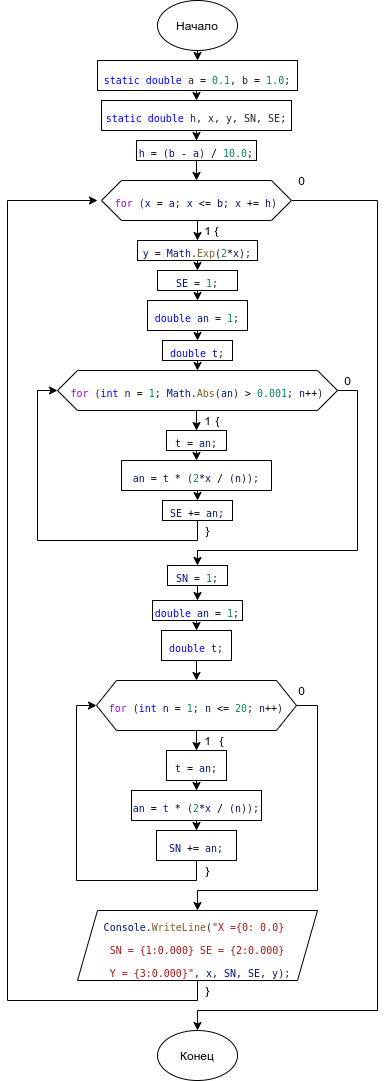 Начало
static double a = 0.1, b = 1.0;
static double h, x, y, SN, SE;
h = (b - a) / 10.0;
0
for (x = a; x <= b; x += h)
1 {
y = Math.Exp(2*x);
SE = 1;
double an = 1;
double t;
0
for (int n = 1; Math.Abs(an) > 0.001; n++)
1 {
t = an;
an = t * (2*x / (n));
SE += an;
}
SN = 1;
double an = 1;
double t;
0
for (int n = 1; n <= 20; n++)
1 {
t = an;
an = t * (2*x / (n));
SN += an;
}
Console.WriteLine("X ={0: 0.0}
SN = {1:0.000} SE = {2:0.000}
Y = {3:0.000}", x, SN, SE, y);
}
Конец